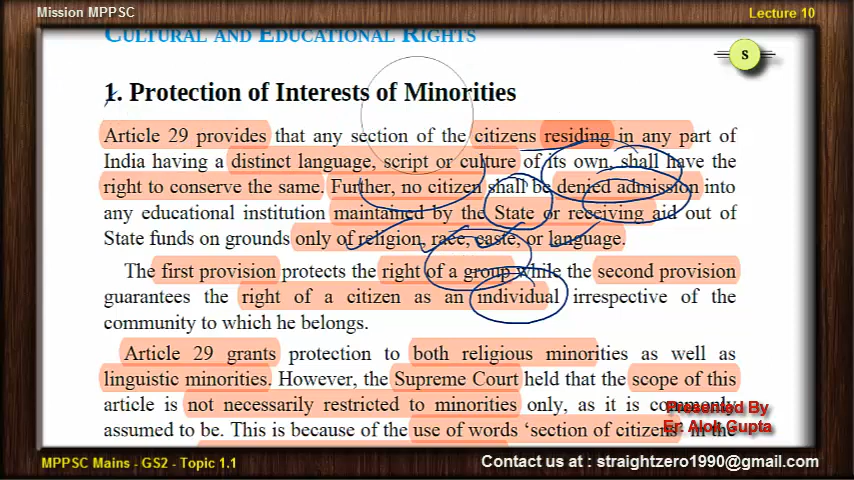 Mission MPPSC
Lecture 10
CULTURAL AND EDUCATIONAL RIGHTS
S
1. Protection of Interests of Minorities
Article 29 provides that any section of the citizens residing in any part of
India having a distinct language, script or culture of its own, shall have the
right to conserve the same. Further, no citizen shall be denied admission into
any educational institution maintained by the State or receiving aid out of
State funds on grounds only of religion, race, caste, or language.
The first provision protects the right of a group while the second provision
guarantees the right of a citizen as an individual irrespective of the
community to which he belongs.
Article 29 grants protection to both religious minorities as well as
linguistic minorities. However, the Supreme Court held that the scope of this
article is not necessarily restricted to minorities only, as it is commonly
assumed to be. This is because of the use of words ‘section of citizens’ in the
Presented By
Er. Alok Gupta
MPPSC Mains - GS2 - Topic 1.1
Contact us at : straightzero1990@gmail.com